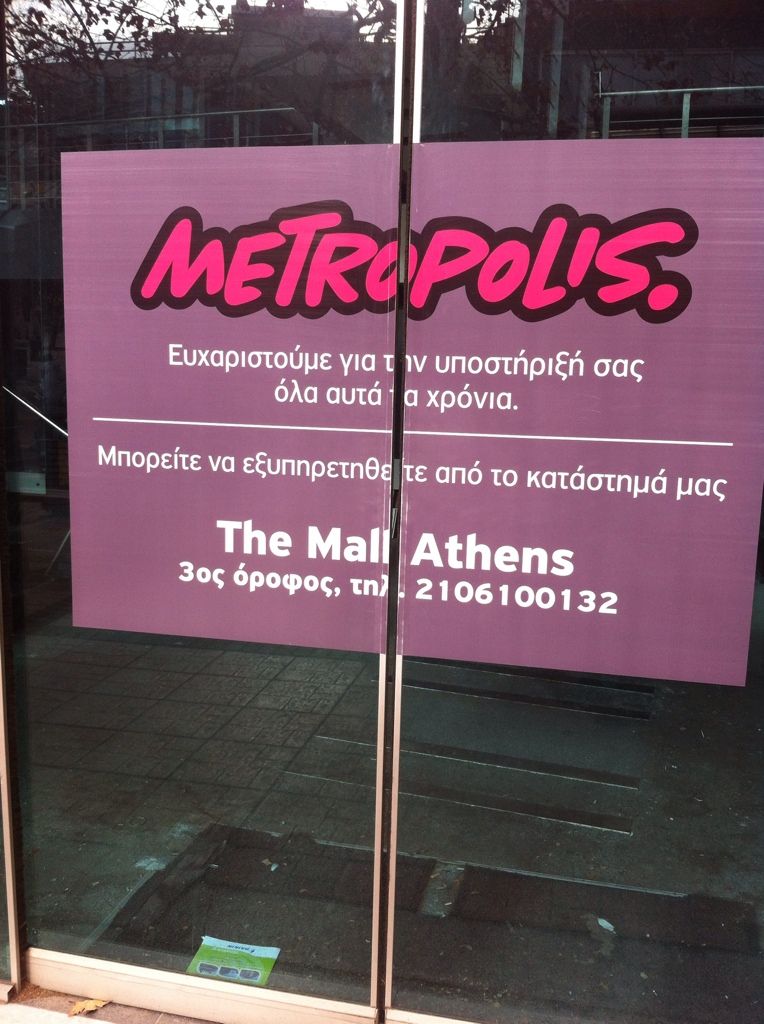 METROPOLIS.
Ευχαριστούμε για την υποστήριξή σας
όλα αυτά τα χρόνια.
Μπορείτε να εξυπηρετηθείτε από το κατάστημά μας
The Mall Athens
3ος όροφος, τηλ. 2106100132